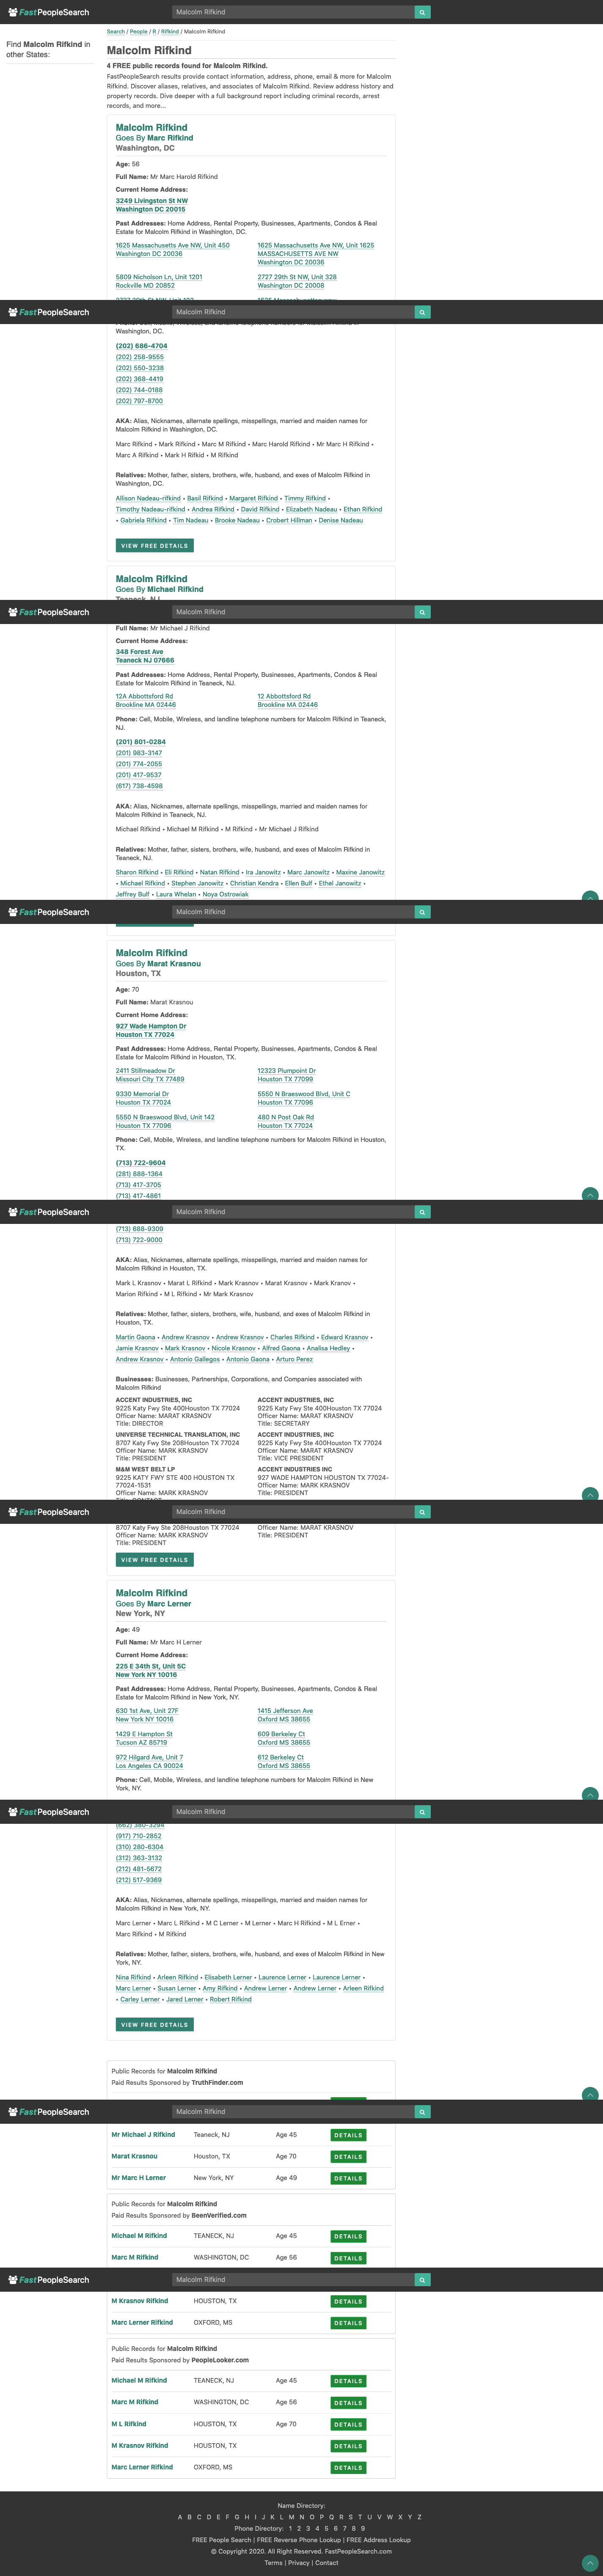 FastPeopleSearch
Malcolm Rifkind
Find Malcolm Rifkind in
other States:
Search / People / R / Rifkind / Malcolm Rifkind
Malcolm Rifkind
4 FREE public records found for Malcolm Rifkind.
FastPeopleSearch results provide contact information, address, phone, email & more for Malcolm
Rifkind. Discover aliases, relatives, and associates of Malcolm Rifkind. Review address history and
property records. Dive deeper with a full background report including criminal records, arrest
records, and more...
Malcolm Rifkind
Goes By Marc Rifkind
Washington, DC
Age: 56
Full Name: Mr Marc Harold Rifkind
Current Home Address:
3249 Livingston St NW
Washington DC 20015
Past Addresses: Home Address, Rental Property, Businesses, Apartments, Condos & Real
Estate for Malcolm Rifkind in Washington, DC.
1625 Massachusetts Ave NW, Unit 450
Washington DC 20036
1625 Massachusetts Ave NW, Unit 1625
MASSACHUSETTS AVE NW
Washington DC 20036
5809 Nicholson Ln, Unit 1201
Rockville MD 20852
2727 29th St NW, Unit 328
Washington DC 20008
FastPeopleSearch
Malcolm Rifkind
Washington, DC.
(202) 686-4704
(202) 258-9555
(202) 550-3238
(202) 368-4419
(202) 744-0188
(202) 797-8700
AKA: Alias, Nicknames, alternate spellings, misspellings, married and maiden names for
Malcolm Rifkind in Washington, DC.
Marc Rifkind • Mark Rifkind • Marc M Rifkind • Marc Harold Rifkind • Mr Marc H Rifkind •
Marc A Rifkind • Mark H Rifkid • M Rifkind
Relatives: Mother, father, sisters, brothers, wife, husband, and exes of Malcolm Rifkind in
Washington, DC.
Allison Nadeau-rifkind • Basil Rifkind • Margaret Rifkind • Timmy Rifkind •
Timothy Nadeau-rifkind • Andrea Rifkind • David Rifkind • Elizabeth Nadeau • Ethan Rifkind
• Gabriela Rifkind • Tim Nadeau • Brooke Nadeau • Crobert Hillman • Denise Nadeau
VIEW FREE DETAILS
Malcolm Rifkind
Goes By Michael Rifkind
Teaneck, NJ
FastPeopleSearch
Malcolm Rifkind
Full Name: Mr Michael J Rifkind
Current Home Address:
348 Forest Ave
Teaneck NJ 07666
Past Addresses: Home Address, Rental Property, Businesses, Apartments, Condos & Real
Estate for Malcolm Rifkind in Teaneck, NJ.
12A Abbottsford Rd
Brookline MA 02446
12 Abbottsford Rd
Brookline MA 02446
Phone: Cell, Mobile, Wireless, and landline telephone numbers for Malcolm Rifkind in Teaneck,
NJ.
(201) 801-0284
(201) 983-3147
(201) 774-2055
(201) 417-9537
(617) 738-4598
AKA: Alias, Nicknames, alternate spellings, misspellings, married and maiden names for
Malcolm Rifkind in Teaneck, NJ.
Michael Rifkind • Michael M Rifkind • M Rifkind • Mr Michael J Rifkind
Relatives: Mother, father, sisters, brothers, wife, husband, and exes of Malcolm Rifkind in
Teaneck, NJ.
Sharon Rifkind • Eli Rifkind • Natan Rifkind • Ira Janowitz • Marc Janowitz • Maxine Janowitz
• Michael Rifkind • Stephen Janowitz • Christian Kendra • Ellen Bulf • Ethel Janowitz •
Jeffrey Bulf • Laura Whelan • Noya Ostrowiak
FastPeopleSearch
Malcolm Rifkind
Malcolm Rifkind
Goes By Marat Krasnou
Houston, TX
Age: 70
Full Name: Marat Krasnou
Current Home Address:
927 Wade Hampton Dr
Houston TX 77024
Past Addresses: Home Address, Rental Property, Businesses, Apartments, Condos & Real
Estate for Malcolm Rifkind in Houston, TX.
2411 Stillmeadow Dr
Missouri City TX 77489
12323 Plumpoint Dr
Houston TX 77099
9330 Memorial Dr
Houston TX 77024
5550 N Braeswood Blvd, Unit C
Houston TX 77096
5550 N Braeswood Blvd, Unit 142
Houston TX 77096
480 N Post Oak Rd
Houston TX 77024
Phone: Cell, Mobile, Wireless, and landline telephone numbers for Malcolm Rifkind in Houston,
TX.
(713) 722-9604
(281) 888-1364
(713) 417-3705
(713) 417-4861
FastPeopleSearch
Malcolm Rifkind
(713) 688-9309
(713) 722-9000
AKA: Alias, Nicknames, alternate spellings, misspellings, married and maiden names for
Malcolm Rifkind in Houston, TX.
Mark L Krasnov • Marat L Rifkind • Mark Krasnov • Marat Krasnov • Mark Kranov •
Marion Rifkind • M L Rifkind • Mr Mark Krasnov
Relatives: Mother, father, sisters, brothers, wife, husband, and exes of Malcolm Rifkind in
Houston, TX.
Martin Gaona • Andrew Krasnov • Andrew Krasnov • Charles Rifkind • Edward Krasnov •
Jamie Krasnov • Mark Krasnov • Nicole Krasnov • Alfred Gaona • Analisa Hedley •
Andrew Krasnov • Antonio Gallegos • Antonio Gaona • Arturo Perez
Businesses: Businesses, Partnerships, Corporations, and Companies associated with
Malcolm Rifkind
ACCENT INDUSTRIES, INC
9225 Katy Fwy Ste 400Houston TX 77024
Officer Name: MARAT KRASNOV
Title: DIRECTOR
ACCENT INDUSTRIES, INC
9225 Katy Fwy Ste 400Houston TX 77024
Officer Name: MARAT KRASNOV
Title: SECRETARY
UNIVERSE TECHNICAL TRANSLATION, INC
8707 Katy Fwy Ste 208Houston TX 77024
Officer Name: MARK KRASNOV
Title: PRESIDENT
ACCENT INDUSTRIES, INC
9225 Katy Fwy Ste 400Houston TX 77024
Officer Name: MARAT KRASNOV
Title: VICE PRESIDENT
M&M WEST BELT LP
9225 KATY FWY STE 400 HOUSTON TX
77024-1531
Officer Name: MARK KRASNOV
ACCENT INDUSTRIES INC
927 WADE HAMPTON HOUSTON TX 77024-
Officer Name: MARK KRASNOV
Title: PRESIDENT
FastPeopleSearch
Malcolm Rifkind
8707 Katy Fwy Ste 208Houston TX 77024
Officer Name: MARK KRASNOV
Title: PRESIDENT
Officer Name: MARAT KRASNOV
Title: PRESIDENT
VIEW FREE DETAILS
Malcolm Rifkind
Goes By Marc Lerner
New York, NY
Age: 49
Full Name: Mr Marc H Lerner
Current Home Address:
225 E 34th St, Unit 5C
New York NY 10016
Past Addresses: Home Address, Rental Property, Businesses, Apartments, Condos & Real
Estate for Malcolm Rifkind in New York, NY.
630 1st Ave, Unit 27F
New York NY 10016
1415 Jefferson Ave
Oxford MS 38655
1429 E Hampton St
Tucson AZ 85719
609 Berkeley Ct
Oxford MS 38655
972 Hilgard Ave, Unit 7
Los Angeles CA 90024
612 Berkeley Ct
Oxford MS 38655
Phone: Cell, Mobile, Wireless, and landline telephone numbers for Malcolm Rifkind in New
York, NY.
FastPeopleSearch
Malcolm Rifkind
(662) 380-3294
(917) 710-2852
(310) 280-6304
(312) 363-3132
(212) 481-5672
(212) 517-9369
AKA: Alias, Nicknames, alternate spellings, misspellings, married and maiden names for
Malcolm Rifkind in New York, NY.
Marc Lerner • Marc L Rifkind • M C Lerner • M Lerner • Marc H Rifkind • M L Erner •
Marc Rifkind • M Rifkind
Relatives: Mother, father, sisters, brothers, wife, husband, and exes of Malcolm Rifkind in New
York, NY.
Nina Rifkind • Arleen Rifkind • Elisabeth Lerner • Laurence Lerner • Laurence Lerner •
Marc Lerner • Susan Lerner • Amy Rifkind • Andrew Lerner • Andrew Lerner • Arleen Rifkind
• Carley Lerner • Jared Lerner • Robert Rifkind
VIEW FREE DETAILS
Public Records for Malcolm Rifkind
Paid Results Sponsored by TruthFinder.com
FastPeopleSearch
Malcolm Rifkind
Mr Michael J Rifkind Teaneck, NJ Age 45 DETAILS
Marat Krasnou Houston, TX Age 70 DETAILS
Mr Marc H Lerner New York, NY Age 49 DETAILS
Public Records for Malcolm Rifkind
Paid Results Sponsored by BeenVerified.com
Michael M Rifkind TEANECK, NJ Age 45 DETAILS
Marc M Rifkind WASHINGTON, DC Age 56 DETAILS
FastPeopleSearch
Malcolm Rifkind
M Krasnov Rifkind HOUSTON, TX DETAILS
Marc Lerner Rifkind OXFORD, MS DETAILS
Public Records for Malcolm Rifkind
Paid Results Sponsored by PeopleLooker.com
Michael M Rifkind TEANECK, NJ Age 45 DETAILS
Marc M Rifkind WASHINGTON, DC Age 56 DETAILS
M L Rifkind HOUSTON, TX Age 70 DETAILS
M Krasnov Rifkind HOUSTON, TX DETAILS
Marc Lerner Rifkind OXFORD, MS DETAILS
Name Directory:
A B C D E F G H I J K L M N O P Q R S T U V W X Y Z
Phone Directory: 1 2 3 4 5 6 7 8 9
FREE People Search | FREE Reverse Phone Lookup | FREE Address Lookup
© Copyright 2020. All Right Reserved. FastPeopleSearch.com
Terms | Privacy | Contact